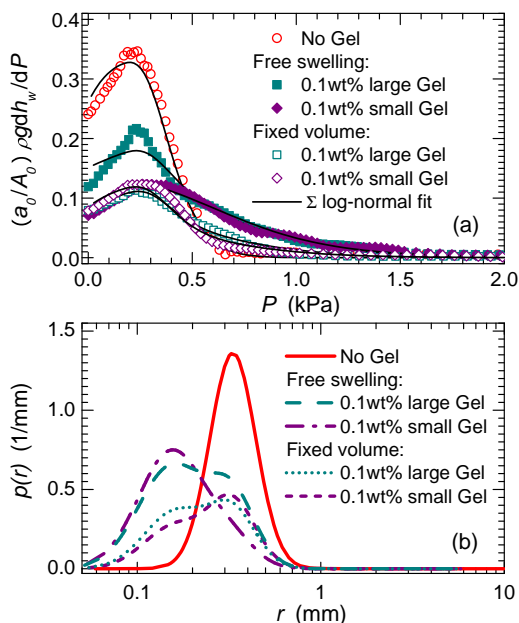 (a₀/A₀) ρgdh_w/dP
0.4
0.3
0.2
0.1
0.0
No Gel
Free swelling:
0.1wt% large Gel
0.1wt% small Gel
Fixed volume:
0.1wt% large Gel
0.1wt% small Gel
Σ log-normal fit
(a)
0.0 0.5 1.0 1.5 2.0
P (kPa)
p(r) (1/mm)
1.5
1.0
0.5
0.0
No Gel
Free swelling:
0.1wt% large Gel
0.1wt% small Gel
Fixed volume:
0.1wt% large Gel
0.1wt% small Gel
(b)
0.1 1 10
r (mm)